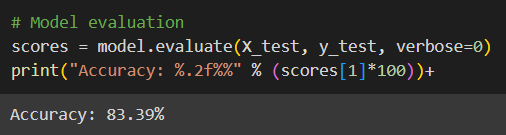 # Model evaluation
scores = model.evaluate(X_test, y_test, verbose=0)
print("Accuracy: %.2f%%" % (scores[1]*100))+
Accuracy: 83.39%